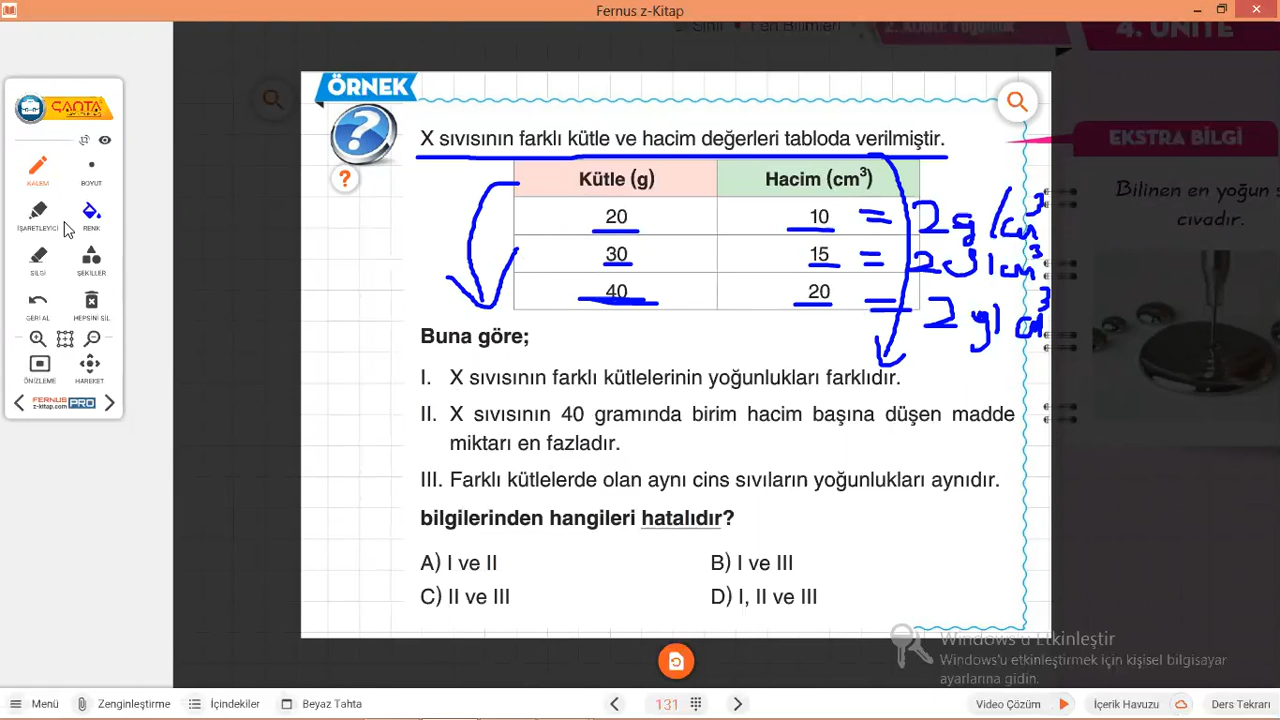 Fernus z-Kitap
4. ÜNİTE
ÇANTA
KALEM
BOYUT
İŞARETLEYİCİ
RENK
SİLGİ
ŞEKİLLER
GERİ AL
HEPSİNİ SİL
ÖNİZLEME
HAREKET
FERNUS
z-kitap.com PRO
ÖRNEK
X sıvısının farklı kütle ve hacim değerleri tabloda verilmiştir.
Kütle (g) Hacim (cm³)
20 10 = 2 g/cm³
30 15 = 2 g/cm³
40 20 = 2 g/cm³
Buna göre;
I. X sıvısının farklı kütlelerinin yoğunlukları farklıdır.
II. X sıvısının 40 gramında birim hacim başına düşen madde
miktarı en fazladır.
III. Farklı kütlelerde olan aynı cins sıvıların yoğunlukları aynıdır.
bilgilerinden hangileri hatalıdır?
A) I ve II B) I ve III
C) II ve III D) I, II ve III
EKSTRA BİLGİ
Bilinen en yoğun
cıvadır.
Windows'u Etkinleştir
Windows'u etkinleştirmek için kişisel bilgisayar
ayarlarına gidin.
Menü Zenginleştirme İçindekiler Beyaz Tahta 131 Video Çözüm İçerik Havuzu Ders Tekrarı